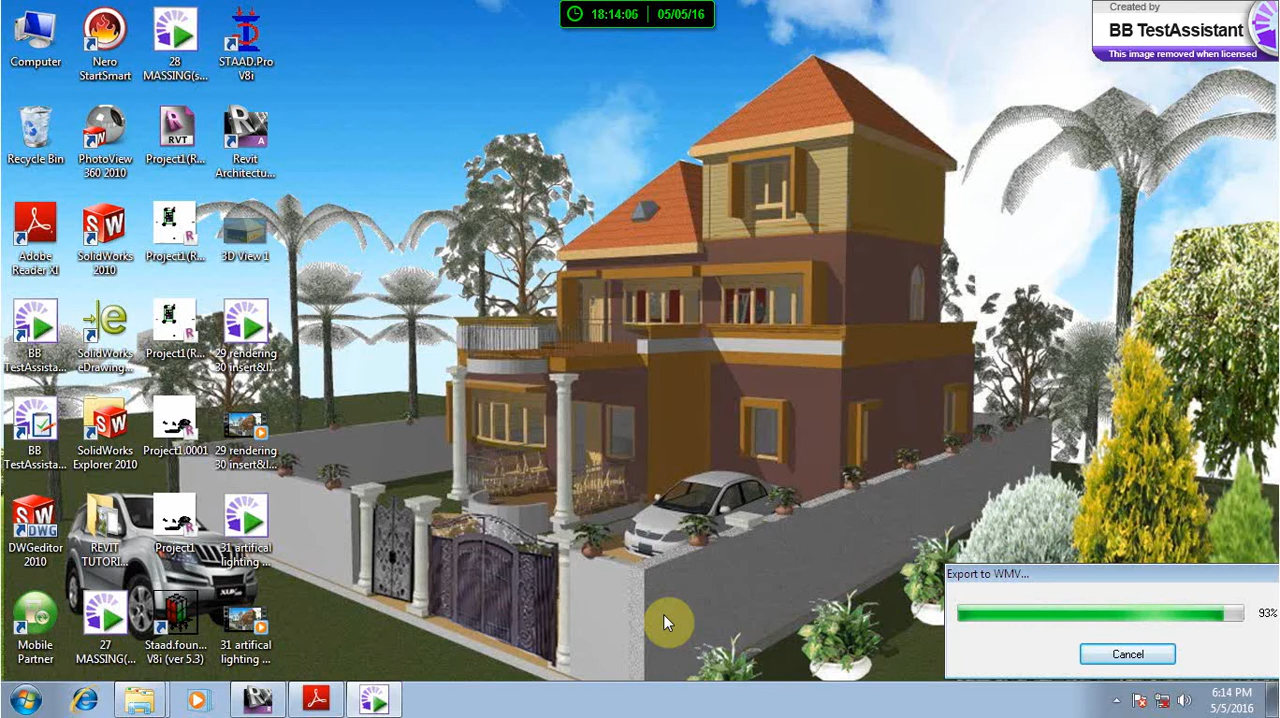 18:14:06 05/05/16
Created by
BB TestAssistant
This image removed when licensed
Computer
Nero
StartSmart
28
MASSING(s...
STAAD.Pro
V8i
Recycle Bin
PhotoView
360 2010
RVT
Project1(R...
Revit
Architectu...
Adobe
Reader XI
SolidWorks
2010
Project1(R...
3D View 1
BB
TestAssista...
SolidWorks
eDrawing...
Project1(R...
29 rendering
30 insert&l...
BB
TestAssista...
SolidWorks
Explorer 2010
Project1.0001
29 rendering
30 insert&l...
DWG
DWGeditor
2010
REVIT
TUTORI...
Project1
31 artifical
lighting ...
Mobile
Partner
27
MASSING(...
Staad.foun...
V8i (ver 5.3)
31 artifical
lighting ...
Export to WMV...
93%
Cancel
6:14 PM
5/5/2016